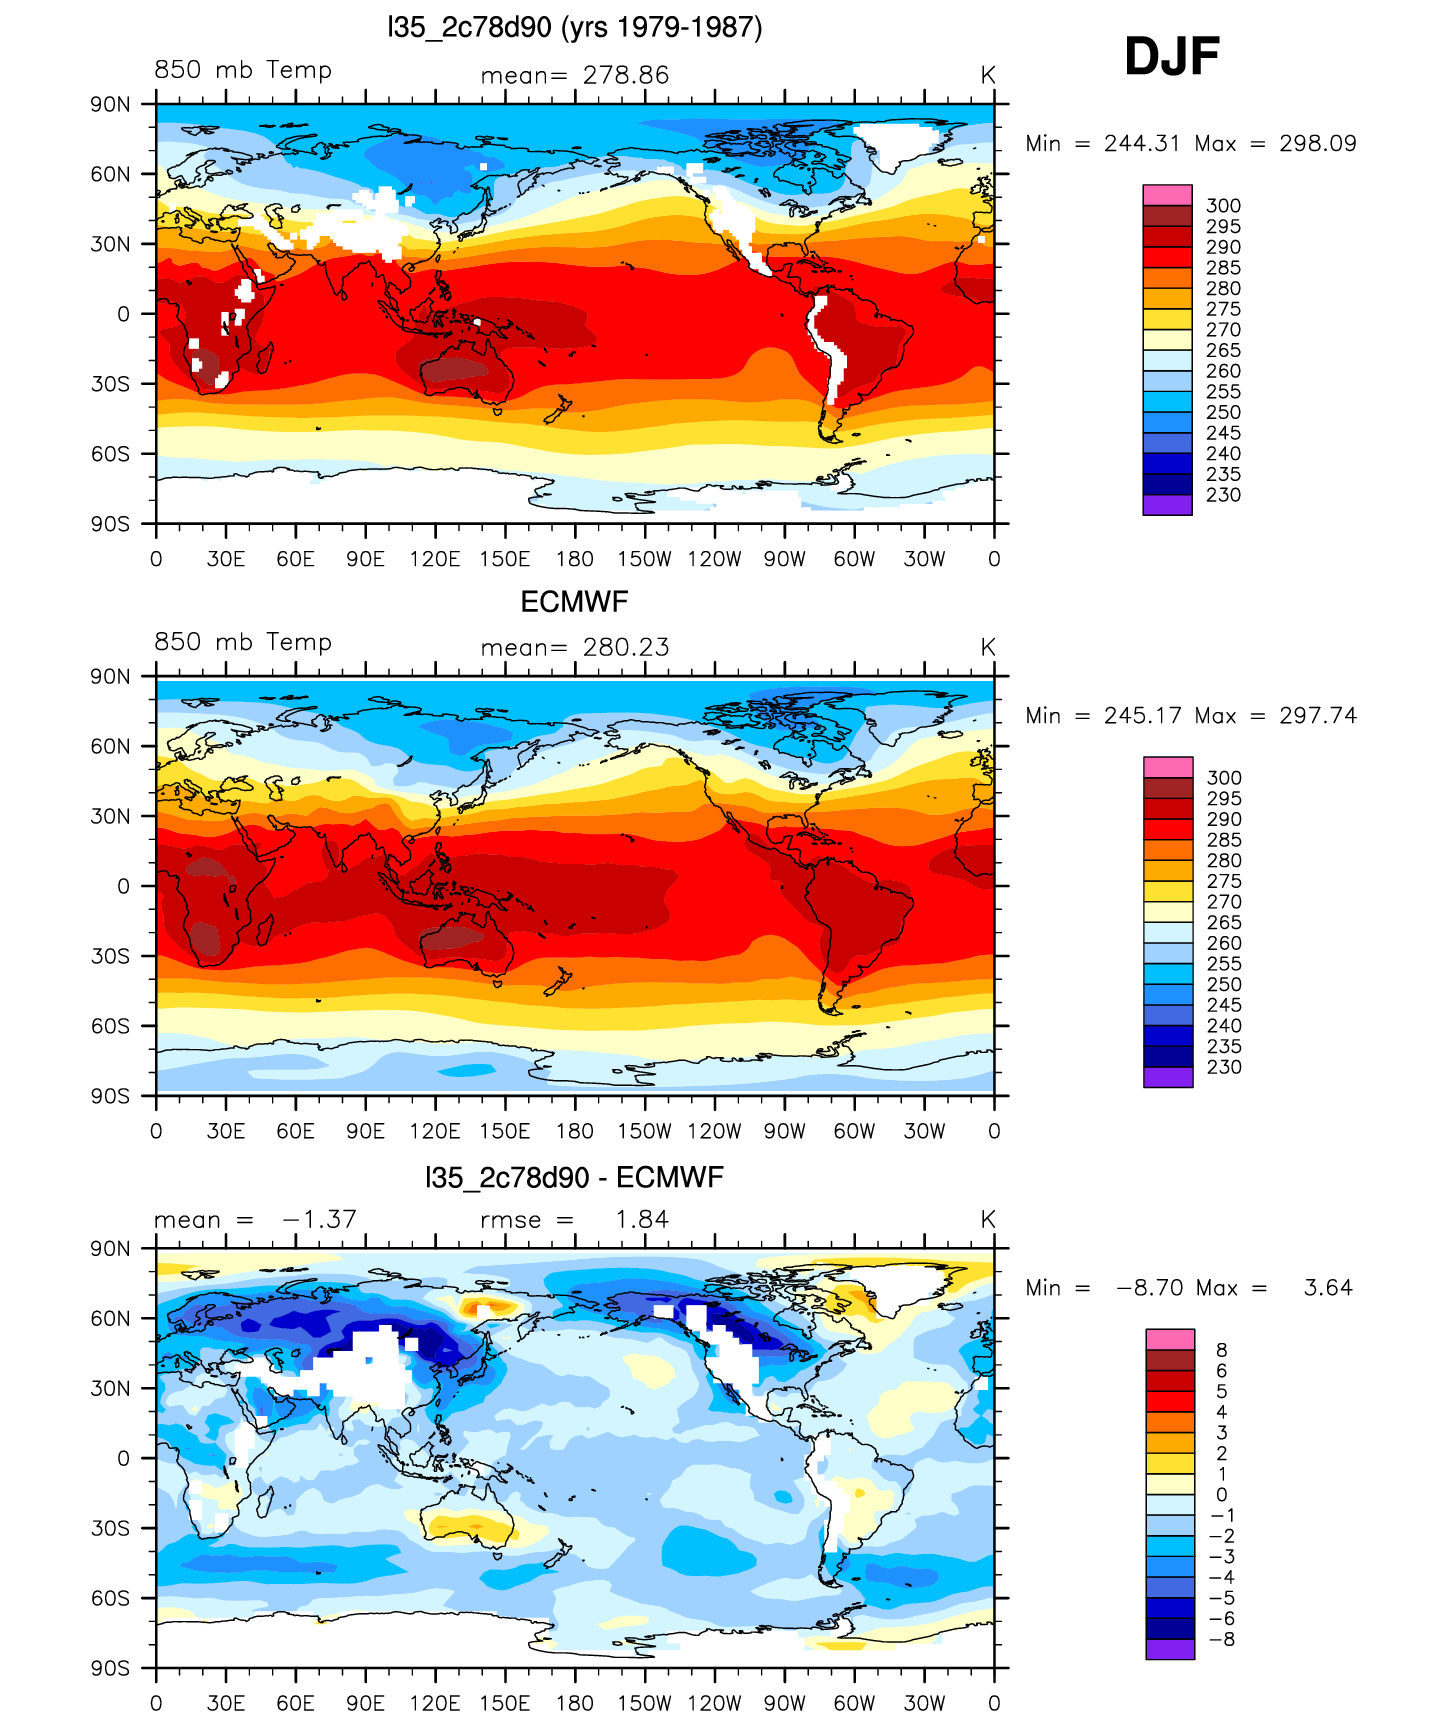 l35_2c78d90 (yrs 1979-1987)
DJF
850 mb Temp mean= 278.86 K
Min = 244.31 Max = 298.09
90N
60N
30N
0
30S
60S
90S
0 30E 60E 90E 120E 150E 180 150W 120W 90W 60W 30W 0
300
295
290
285
280
275
270
265
260
255
250
245
240
235
230
ECMWF
850 mb Temp mean= 280.23 K
Min = 245.17 Max = 297.74
90N
60N
30N
0
30S
60S
90S
0 30E 60E 90E 120E 150E 180 150W 120W 90W 60W 30W 0
300
295
290
285
280
275
270
265
260
255
250
245
240
235
230
l35_2c78d90 - ECMWF
mean = −1.37 rmse = 1.84 K
Min = −8.70 Max = 3.64
90N
60N
30N
0
30S
60S
90S
0 30E 60E 90E 120E 150E 180 150W 120W 90W 60W 30W 0
8
6
5
4
3
2
1
0
−1
−2
−3
−4
−5
−6
−8